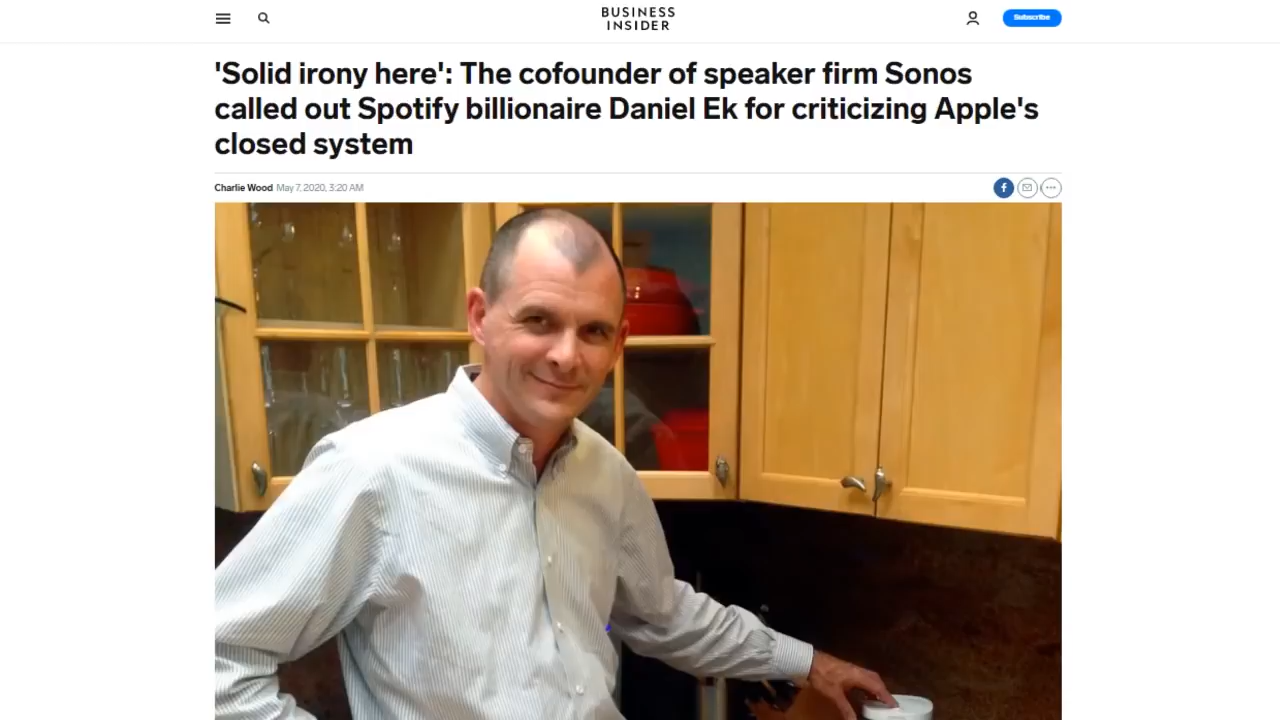 BUSINESS
INSIDER
Subscribe
'Solid irony here': The cofounder of speaker firm Sonos
called out Spotify billionaire Daniel Ek for criticizing Apple's
closed system
Charlie Wood May 7, 2020, 3:20 AM